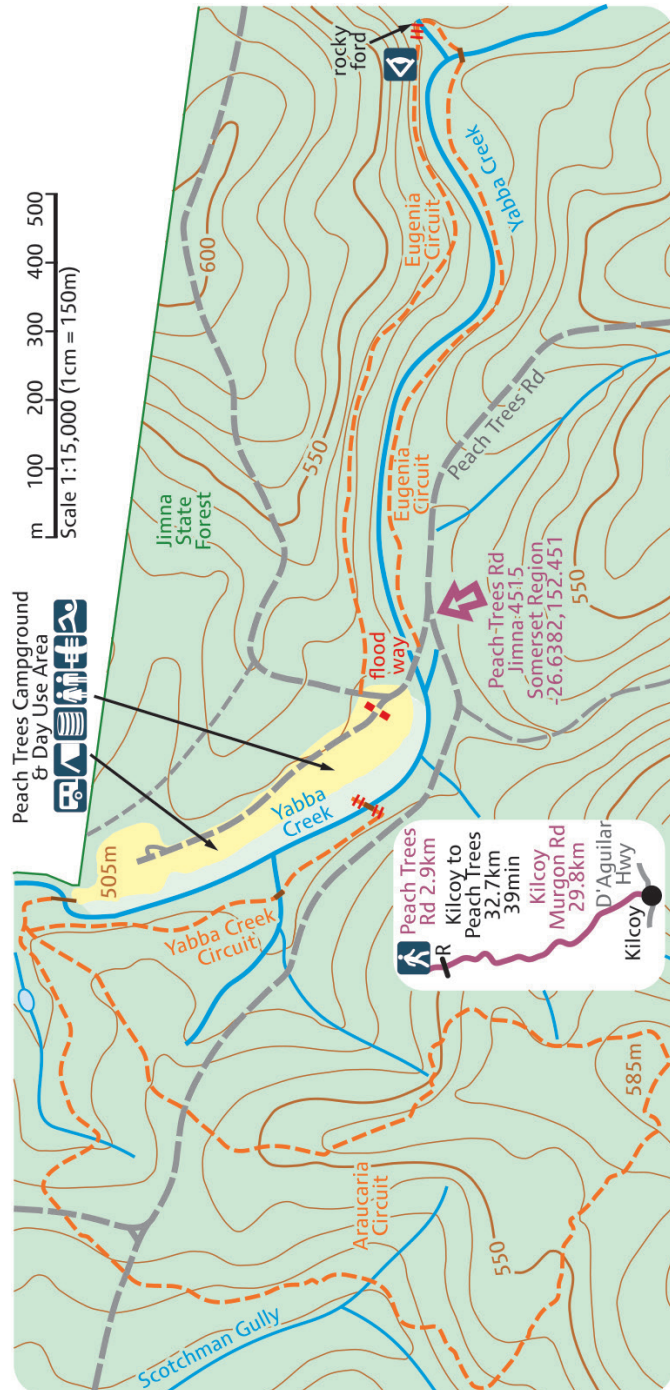 Peach Trees Campground
& Day Use Area
m 100 200 300 400 500
Scale 1:15,000 (1cm = 150m)
Jimna
State
Forest
600
550
rocky
ford
505m
Yabba
Creek
flood
way
Eugenia
Circuit
Eugenia
Circuit
Yabba Creek
Yabba Creek
Circuit
Peach Trees Rd
Peach Trees Rd
Jimna 4515
Somerset Region
-26.6382,152.451
550
Araucaria
Circuit
Scotchman Gully
550
585m
Peach Trees
Rd 2.9km
R
Kilcoy to
Peach Trees
32.7km
39min
Kilcoy
Murgon Rd
29.8km
D'Aguilar
Hwy
Kilcoy